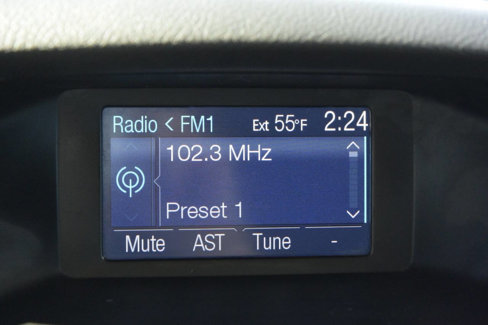 Radio < FM1 Ext 55°F 2:24
102.3 MHz
Preset 1
Mute AST Tune -